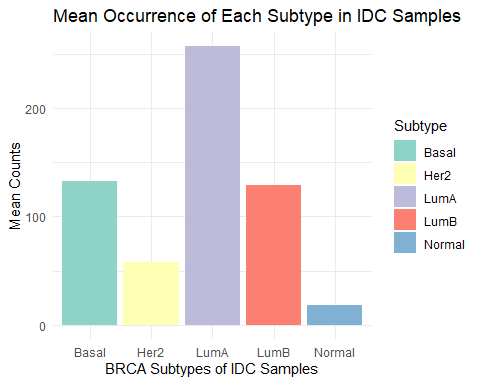 Mean Occurrence of Each Subtype in IDC Samples
Mean Counts
200
100
0
Basal Her2 LumA LumB Normal
BRCA Subtypes of IDC Samples
Subtype
Basal
Her2
LumA
LumB
Normal